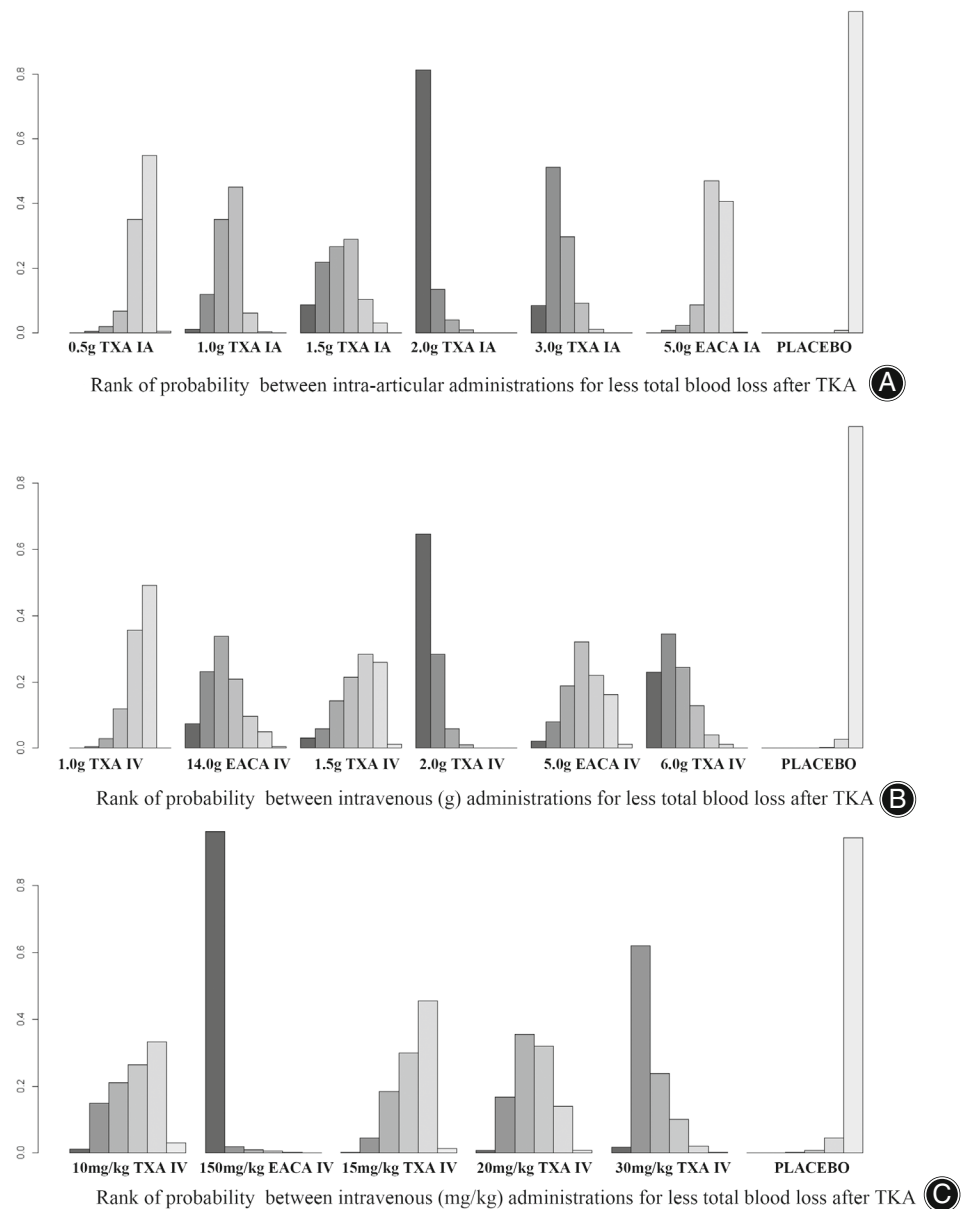 0.8
0.6
0.4
0.2
0.0
0.5g TXA IA 1.0g TXA IA 1.5g TXA IA 2.0g TXA IA 3.0g TXA IA 5.0g EACA IA PLACEBO
Rank of probability between intra-articular administrations for less total blood loss after TKA A
0.8
0.6
0.4
0.2
0.0
1.0g TXA IV 14.0g EACA IV 1.5g TXA IV 2.0g TXA IV 5.0g EACA IV 6.0g TXA IV PLACEBO
Rank of probability between intravenous (g) administrations for less total blood loss after TKA B
0.8
0.6
0.4
0.2
0.0
10mg/kg TXA IV 150mg/kg EACA IV 15mg/kg TXA IV 20mg/kg TXA IV 30mg/kg TXA IV PLACEBO
Rank of probability between intravenous (mg/kg) administrations for less total blood loss after TKA C